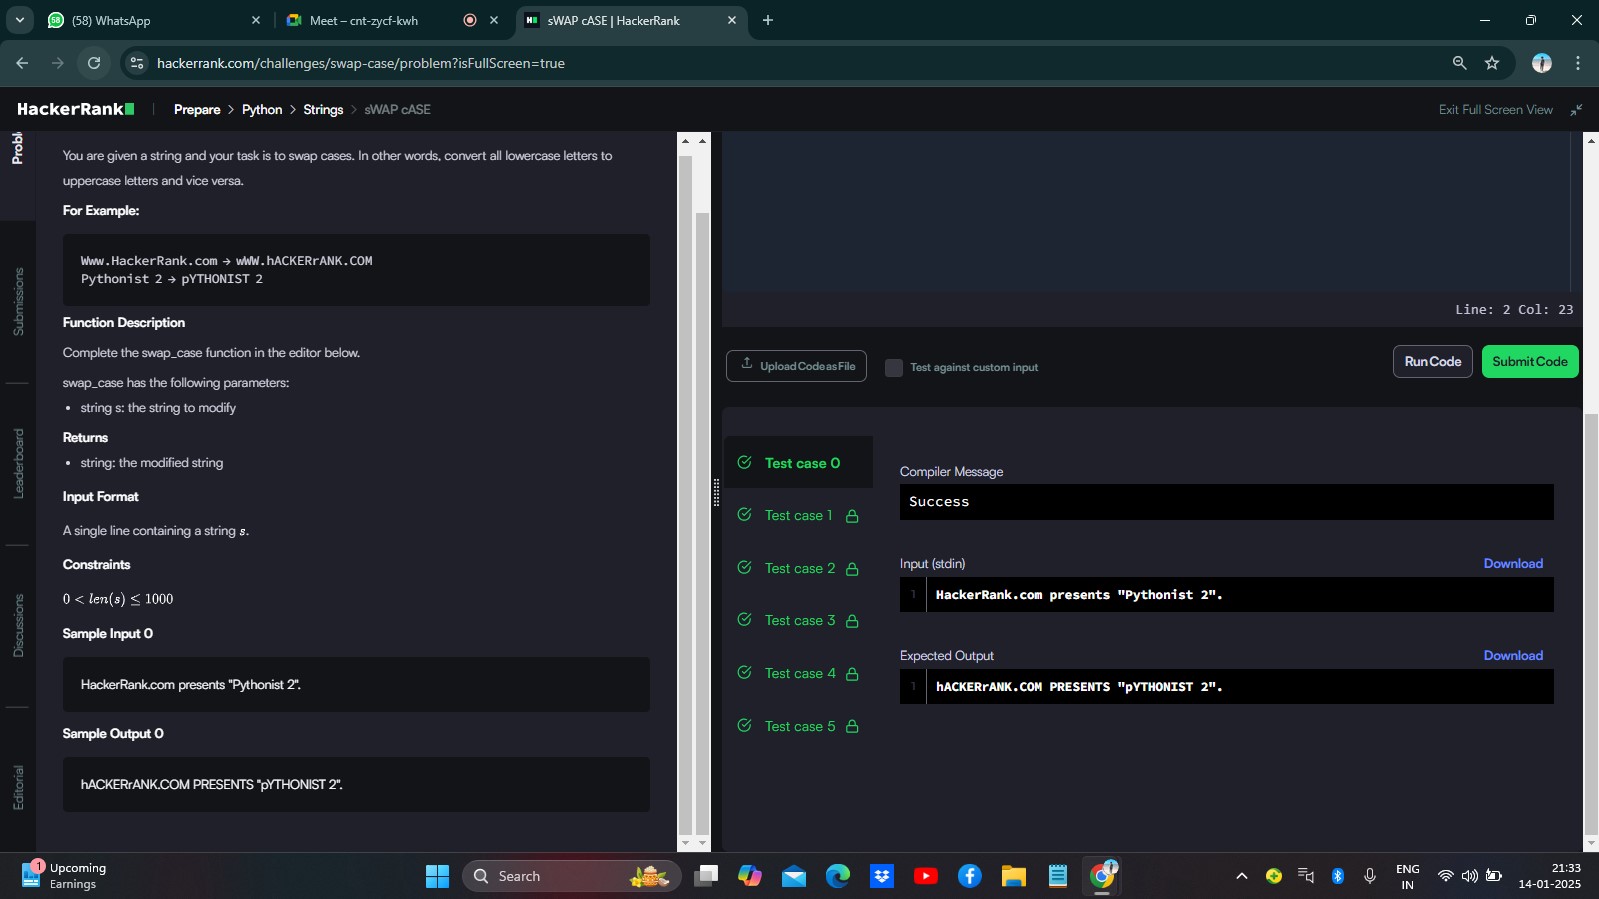 58
(58) WhatsApp
Meet – cnt-zycf-kwh
sWAP cASE | HackerRank
hackerrank.com/challenges/swap-case/problem?isFullScreen=true
HackerRank
Prepare > Python > Strings > sWAP cASE
Exit Full Screen View
Submissions
Leaderboard
Discussions
Editorial
You are given a string and your task is to swap cases. In other words, convert all lowercase letters to
uppercase letters and vice versa.
For Example:
Www.HackerRank.com → wWW.hACKERrANK.COM
Pythonist 2 → pYTHONIST 2
Function Description
Complete the swap_case function in the editor below.
swap_case has the following parameters:
• string s: the string to modify
Returns
• string: the modified string
Input Format
A single line containing a string s.
Constraints
0 < len(s) ≤ 1000
Sample Input 0
HackerRank.com presents "Pythonist 2".
Sample Output 0
hACKERrANK.COM PRESENTS "pYTHONIST 2".
Line: 2 Col: 23
Upload Code as File
Test against custom input
Run Code
Submit Code
Test case 0
Test case 1
Test case 2
Test case 3
Test case 4
Test case 5
Compiler Message
Success
Input (stdin)
Download
1 HackerRank.com presents "Pythonist 2".
Expected Output
Download
1 hACKERrANK.COM PRESENTS "pYTHONIST 2".
1
Upcoming
Earnings
Search
ENG
IN
21:33
14-01-2025